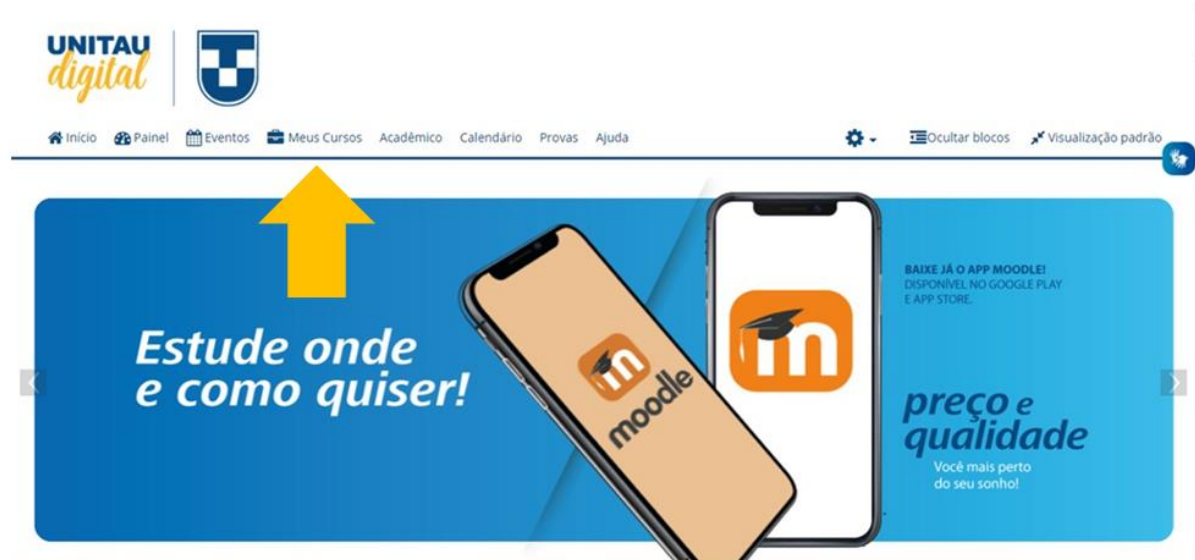 UNITAU
digital
Início Painel Eventos Meus Cursos Acadêmico Calendário Provas Ajuda Ocultar blocos Visualização padrão
Estude onde
e como quiser!
moodle
m
BAIXE JÁ O APP MOODLE!
DISPONÍVEL NO GOOGLE PLAY
E APP STORE.
preço e
qualidade
Você mais perto
do seu sonho!